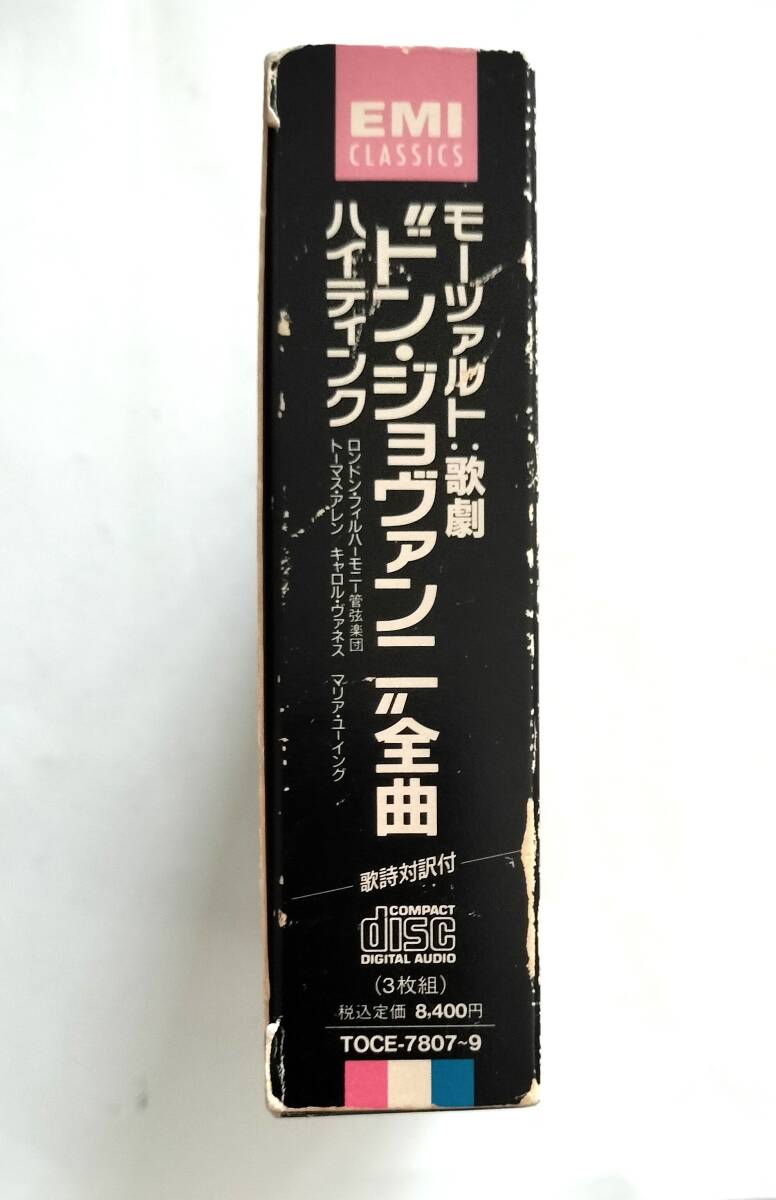 EMI
CLASSICS
モーツァルト:歌劇
“ドン・ジョヴァンニ”全曲
ハイティンク
ロンドン・フィルハーモニー管弦楽団
トーマス・アレン キャロル・ヴァネス マリア・ユーイング
歌詩対訳付
COMPACT
disc
DIGITAL AUDIO
(3枚組)
税込定価 8,400円
TOCE-7807~9